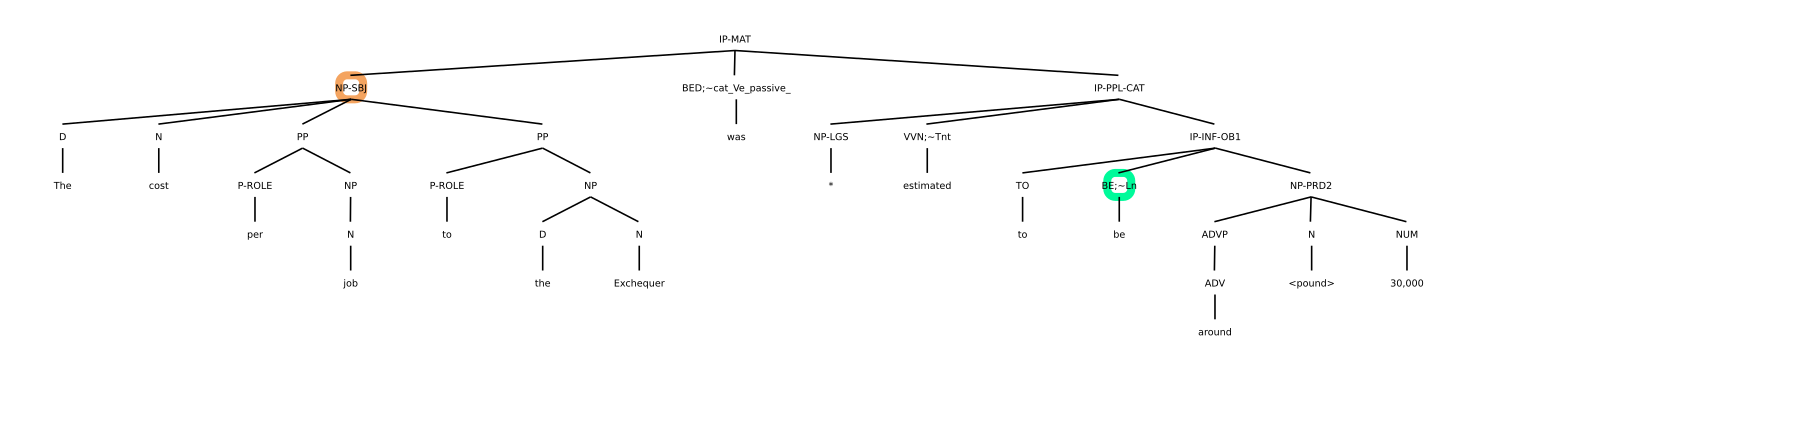 IP-MAT
NP-SBJ BED;~cat_Ve_passive_ IP-PPL-CAT
D N PP PP was NP-LGS VVN;~Tnt IP-INF-OB1
The cost P-ROLE NP P-ROLE NP * estimated TO BE;~Ln NP-PRD2
per N to D N to be ADVP N NUM
job the Exchequer ADV <pound> 30,000
around